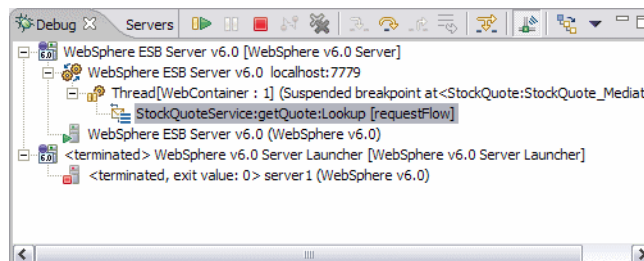 Debug Servers
WebSphere ESB Server v6.0 [WebSphere v6.0 Server]
WebSphere ESB Server v6.0 localhost:7779
Thread[WebContainer : 1] (Suspended breakpoint at<StockQuote:StockQuote_Mediat
StockQuoteService:getQuote:Lookup [requestFlow]
WebSphere ESB Server v6.0 (WebSphere v6.0)
<terminated> WebSphere v6.0 Server Launcher [WebSphere v6.0 Server Launcher]
<terminated, exit value: 0> server1 (WebSphere v6.0)